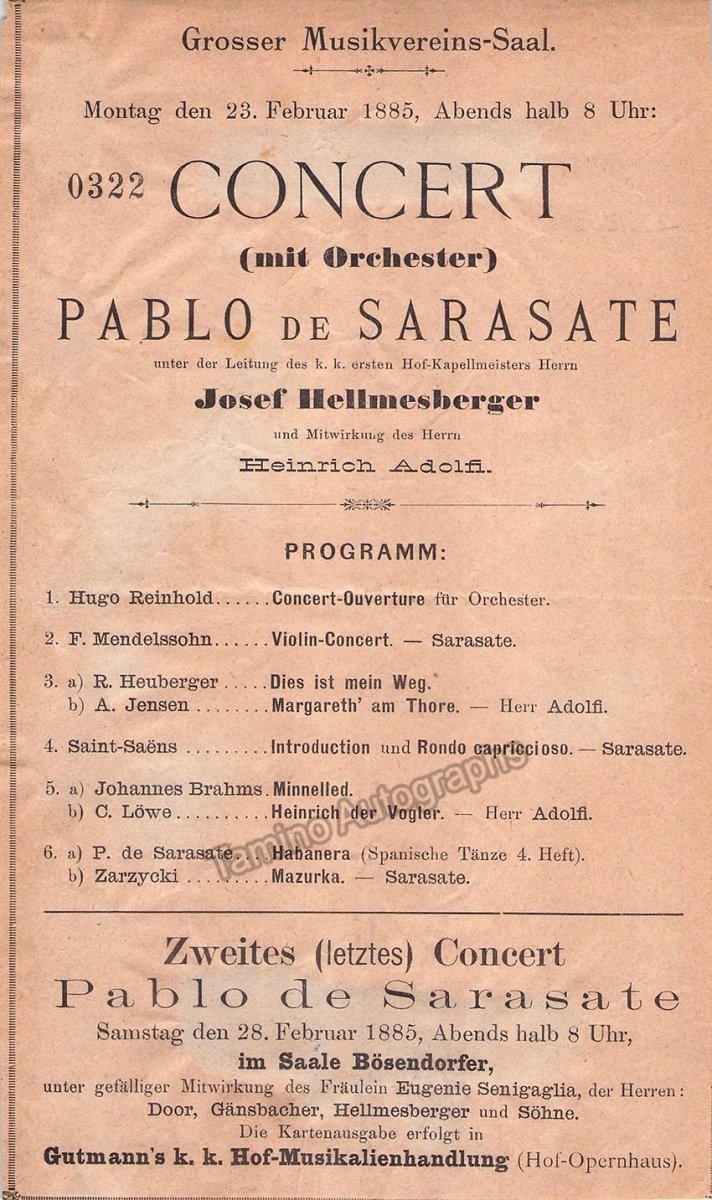 Grosser Musikvereins-Saal.
Montag den 23. Februar 1885, Abends halb 8 Uhr:
0322 CONCERT
(mit Orchester)
PABLO DE SARASATE
unter der Leitung des k. k. ersten Hof-Kapellmeisters Herrn
Josef Hellmesberger
und Mitwirkung des Herrn
Heinrich Adolfi.
PROGRAMM:
1. Hugo Reinhold......Concert-Ouverture für Orchester.
2. F. Mendelssohn......Violin-Concert. — Sarasate.
3. a) R. Heuberger.....Dies ist mein Weg.
b) A. Jensen........Margareth' am Thore. — Herr Adolfi.
4. Saint-Saëns.........Introduction und Rondo capriccioso. — Sarasate.
5. a) Johannes Brahms.Minnelled.
b) C. Löwe..........Heinrich der Vogler. — Herr Adolfi.
6. a) P. de Sarasate....Habanera (Spanische Tänze 4. Heft).
b) Zarzycki.........Mazurka. — Sarasate.
Tamino Autographs
Zweites (letztes) Concert
Pablo de Sarasate
Samstag den 28. Februar 1885, Abends halb 8 Uhr,
im Saale Bösendorfer,
unter gefälliger Mitwirkung des Fräulein Eugenie Senigaglia, der Herren:
Door, Gänsbacher, Hellmesberger und Söhne.
Die Kartenausgabe erfolgt in
Gutmann's k. k. Hof-Musikalienhandlung (Hof-Opernhaus).